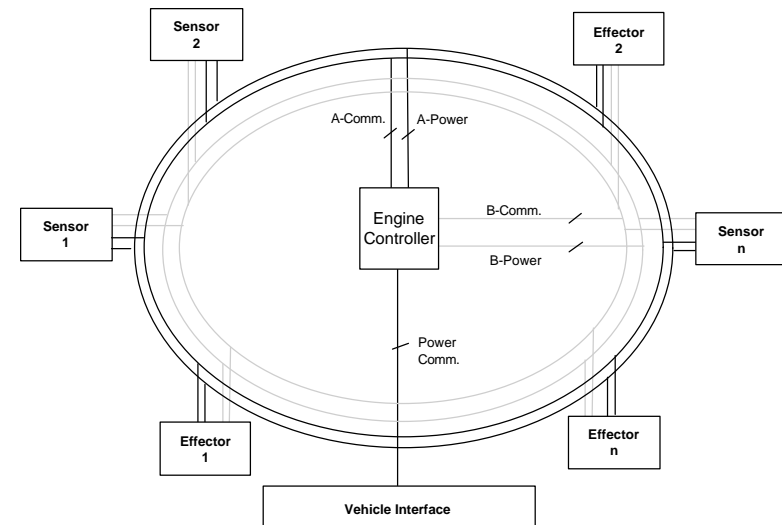 Sensor
2
Effector
2
A-Comm.
A-Power
Sensor
1
Engine
Controller
B-Comm.
B-Power
Sensor
n
Power
Comm.
Effector
1
Effector
n
Vehicle Interface